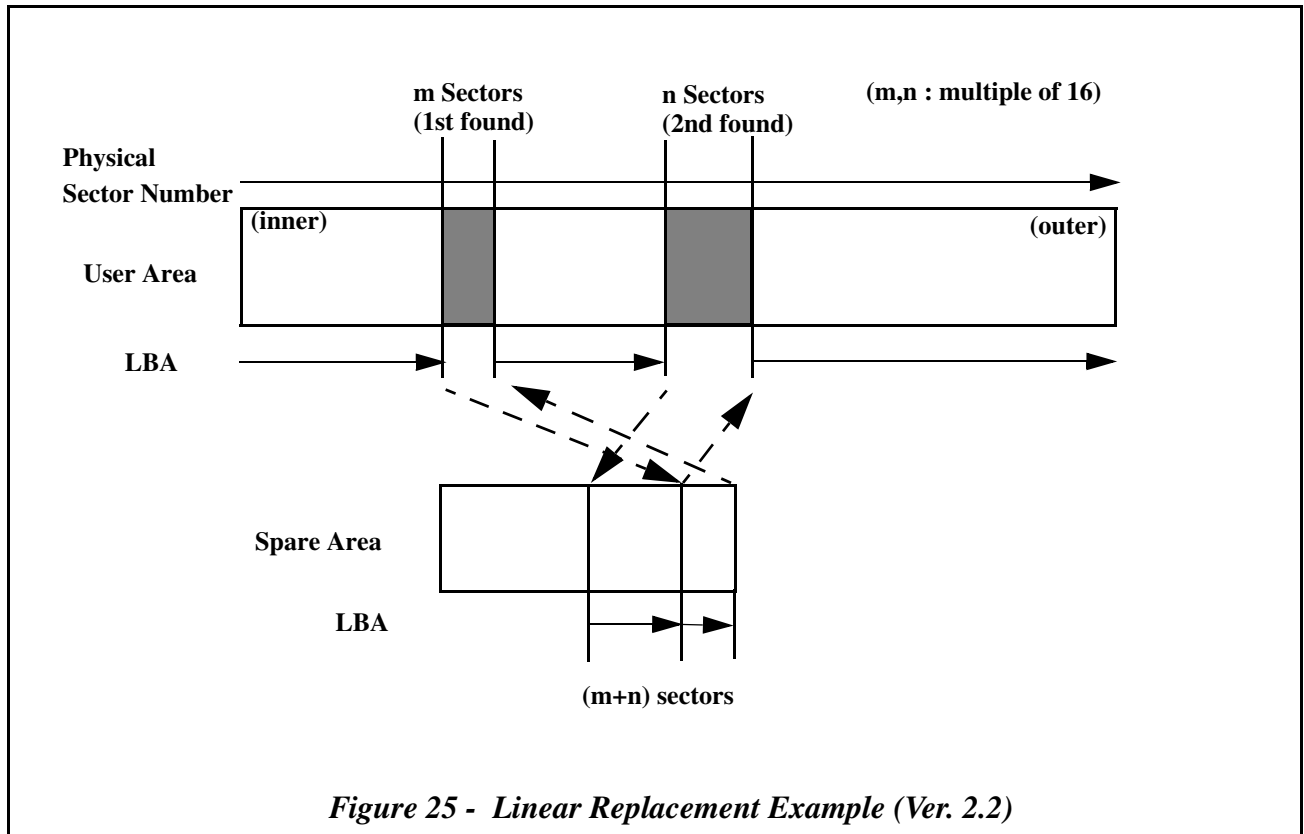 m Sectors
(1st found)
n Sectors
(2nd found)
(m,n : multiple of 16)
Physical
Sector Number
(inner)
(outer)
User Area
LBA
Spare Area
LBA
(m+n) sectors
Figure 25 - Linear Replacement Example (Ver. 2.2)